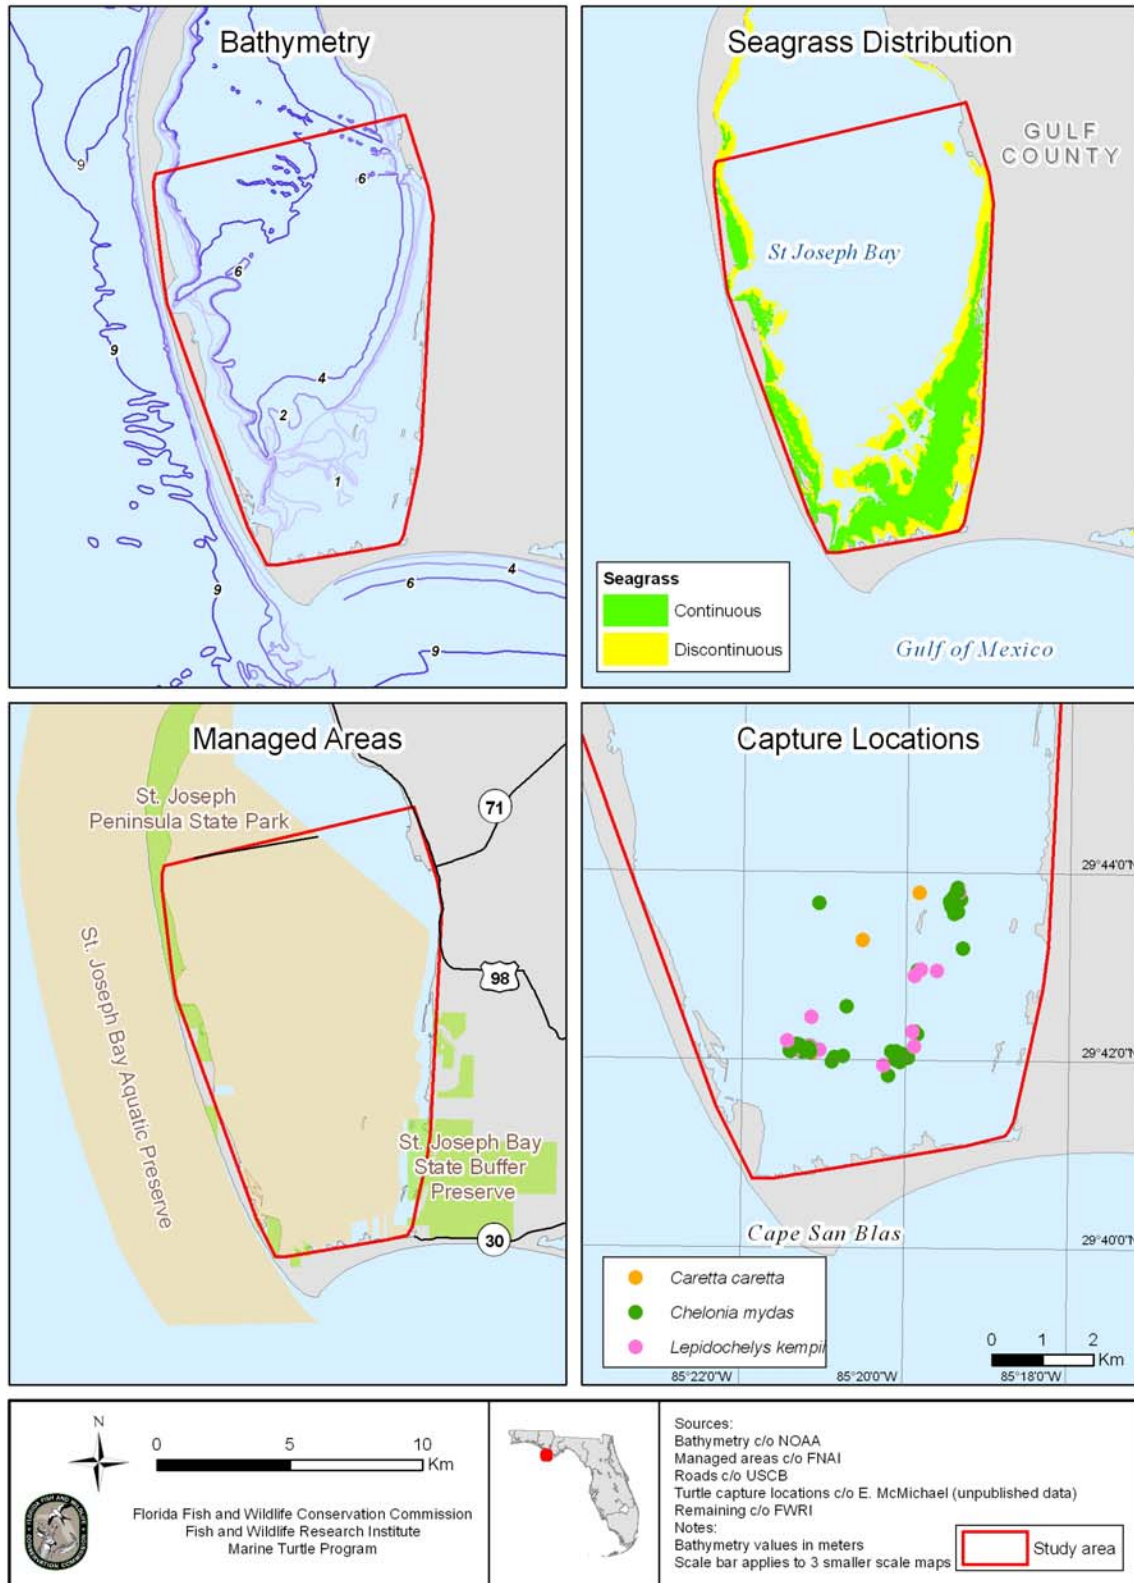 Bathymetry
9
6
6
9
4
2
1
9
4
6
9
Seagrass Distribution
GULF
COUNTY
St Joseph Bay
Seagrass
Continuous
Discontinuous
Gulf of Mexico
Managed Areas
St. Joseph
Peninsula State Park
71
98
St. Joseph Bay Aquatic Preserve
St. Joseph Bay
State Buffer
Preserve
30
Capture Locations
29°44'0"N
29°42'0"N
Cape San Blas
29°40'0"N
Caretta caretta
Chelonia mydas
Lepidochelys kempii
0 1 2
Km
85°22'0"W 85°20'0"W 85°18'0"W
N
0 5 10
Km
Florida Fish and Wildlife Conservation Commission
Fish and Wildlife Research Institute
Marine Turtle Program
Sources:
Bathymetry c/o NOAA
Managed areas c/o FNAI
Roads c/o USCB
Turtle capture locations c/o E. McMichael (unpublished data)
Remaining c/o FWRI
Notes:
Bathymetry values in meters
Scale bar applies to 3 smaller scale maps
Study area